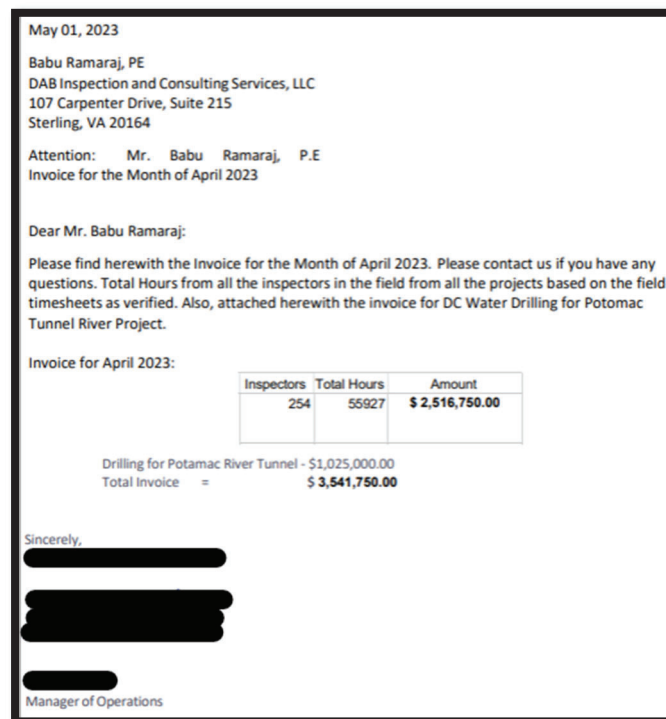 May 01, 2023
Babu Ramaraj, PE
DAB Inspection and Consulting Services, LLC
107 Carpenter Drive, Suite 215
Sterling, VA 20164
Attention: Mr. Babu Ramaraj, P.E
Invoice for the Month of April 2023
Dear Mr. Babu Ramaraj:
Please find herewith the Invoice for the Month of April 2023. Please contact us if you have any
questions. Total Hours from all the inspectors in the field from all the projects based on the field
timesheets as verified. Also, attached herewith the invoice for DC Water Drilling for Potomac
Tunnel River Project.
Invoice for April 2023:
Inspectors Total Hours Amount
254 55927 $ 2,516,750.00
Drilling for Potamac River Tunnel - $1,025,000.00
Total Invoice = $ 3,541,750.00
Sincerely,
Manager of Operations